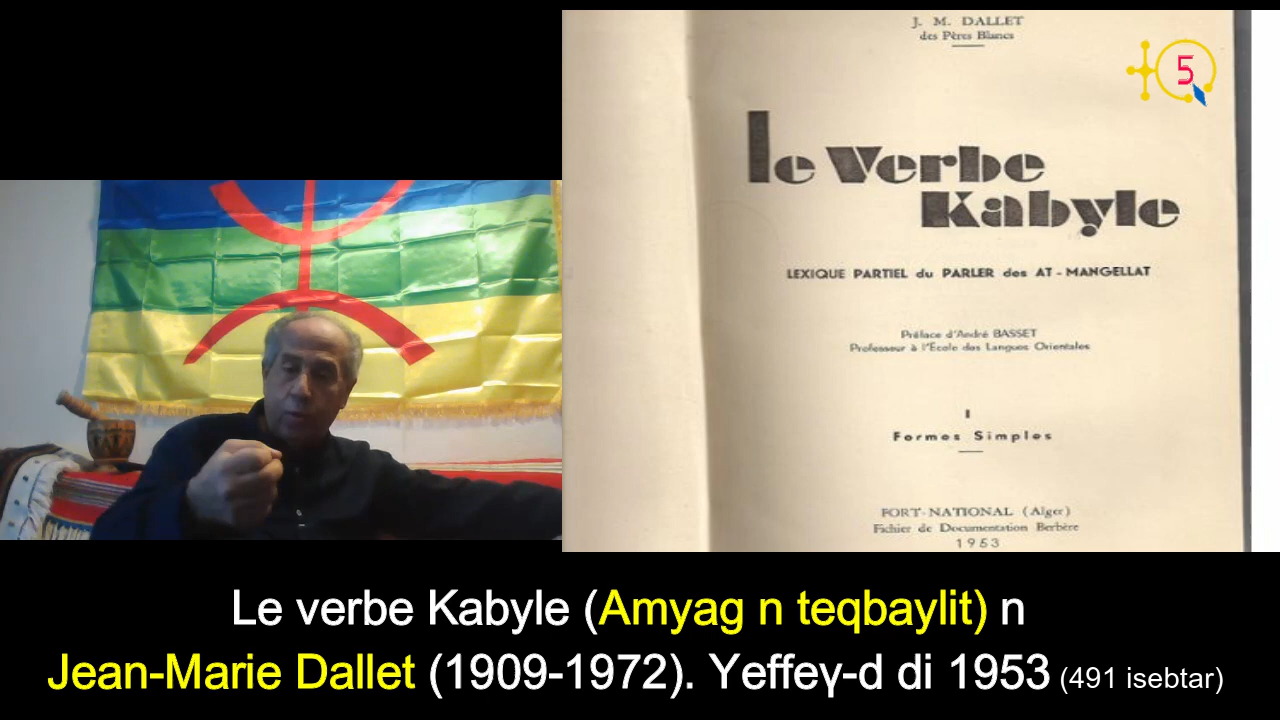 J. M. DALLET
des Pères Blancs
5
le Verbe
Kabyle
LEXIQUE PARTIEL du PARLER des AT - MANGELLAT
Préface d'André BASSET
Professeur à l'Ecole des Langues Orientales
I
Formes Simples
FORT-NATIONAL (Alger)
Fichier de Documentation Berbère
1953
Le verbe Kabyle (Amyag n teqbaylit) n
Jean-Marie Dallet (1909-1972). Yeffeγ-d di 1953 (491 isebtar)